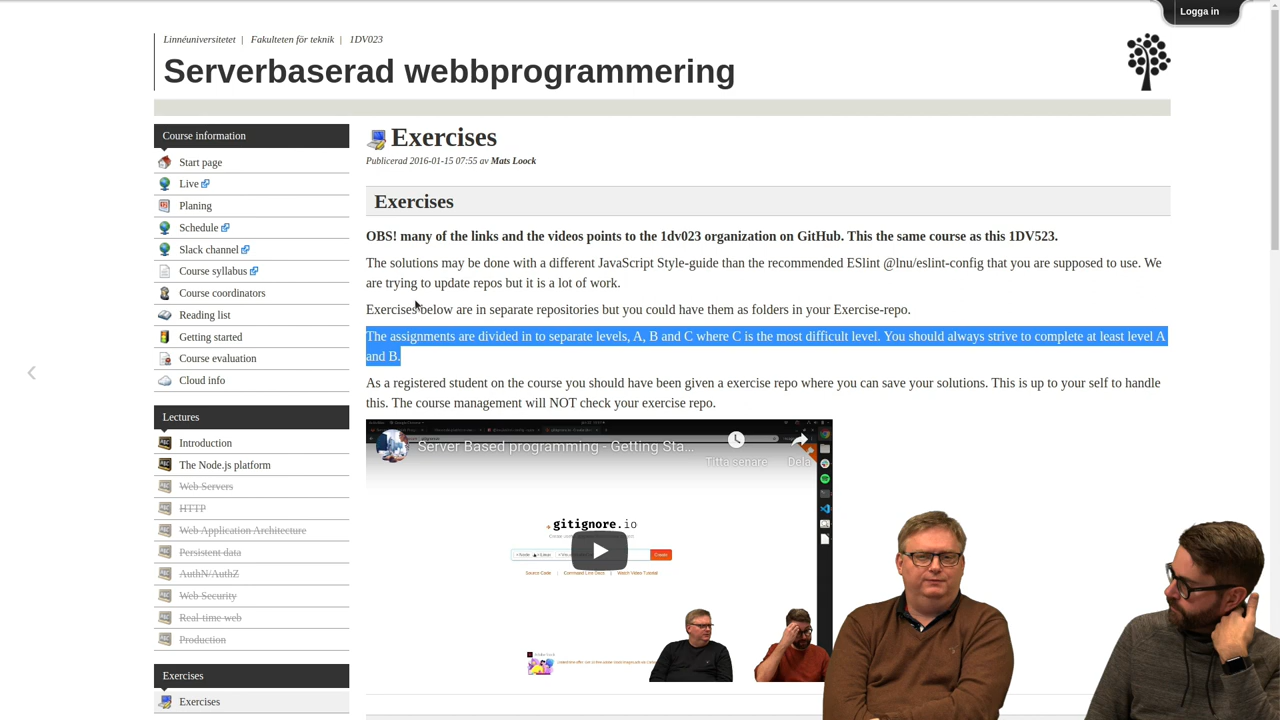 Logga in
Linnéuniversitetet | Fakulteten för teknik | 1DV023
Serverbaserad webbprogrammering
Course information
Start page
Live
Planing
Schedule
Slack channel
Course syllabus
Course coordinators
Reading list
Getting started
Course evaluation
Cloud info
Lectures
Introduction
The Node.js platform
Web Servers
HTTP
Web Application Architecture
Persistent data
AuthN/AuthZ
Web Security
Real-time web
Production
Exercises
Exercises
Exercises
Publicerad 2016-01-15 07:55 av Mats Loock
Exercises
OBS! many of the links and the videos points to the 1dv023 organization on GitHub. This the same course as this 1DV523.
The solutions may be done with a different JavaScript Style-guide than the recommended ESlint @lnu/eslint-config that you are supposed to use. We
are trying to update repos but it is a lot of work.
Exercises below are in separate repositories but you could have them as folders in your Exercise-repo.
The assignments are divided in to separate levels, A, B and C where C is the most difficult level. You should always strive to complete at least level A
and B.
As a registered student on the course you should have been given a exercise repo where you can save your solutions. This is up to your self to handle
this. The course management will NOT check your exercise repo.
Server Based programming - Getting Sta...
Titta senare
Dela
gitignore.io
Create
Source Code | Command Line Docs | Watch Video Tutorial